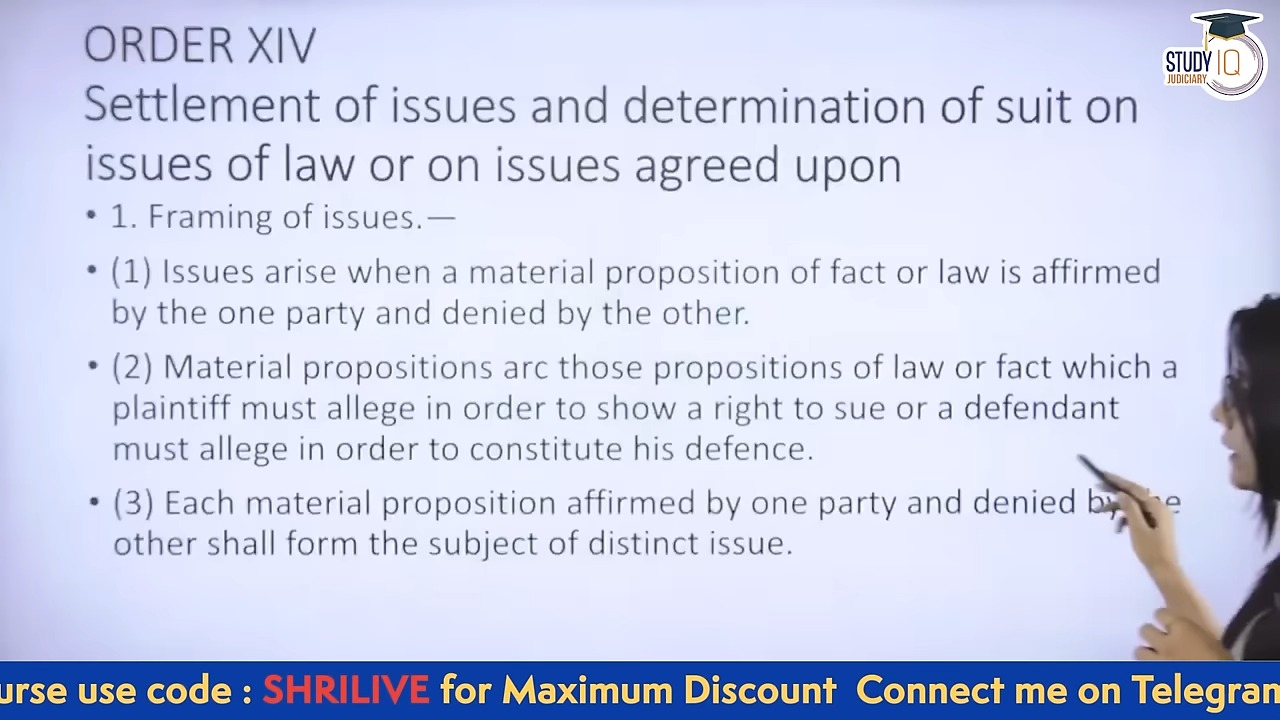 ORDER XIV
Settlement of issues and determination of suit on
issues of law or on issues agreed upon
• 1. Framing of issues.—
• (1) Issues arise when a material proposition of fact or law is affirmed
by the one party and denied by the other.
• (2) Material propositions arc those propositions of law or fact which a
plaintiff must allege in order to show a right to sue or a defendant
must allege in order to constitute his defence.
• (3) Each material proposition affirmed by one party and denied
other shall form the subject of distinct issue.
STUDY IQ
JUDICIARY
use code : SHRILIVE for Maximum Discount Connect me on